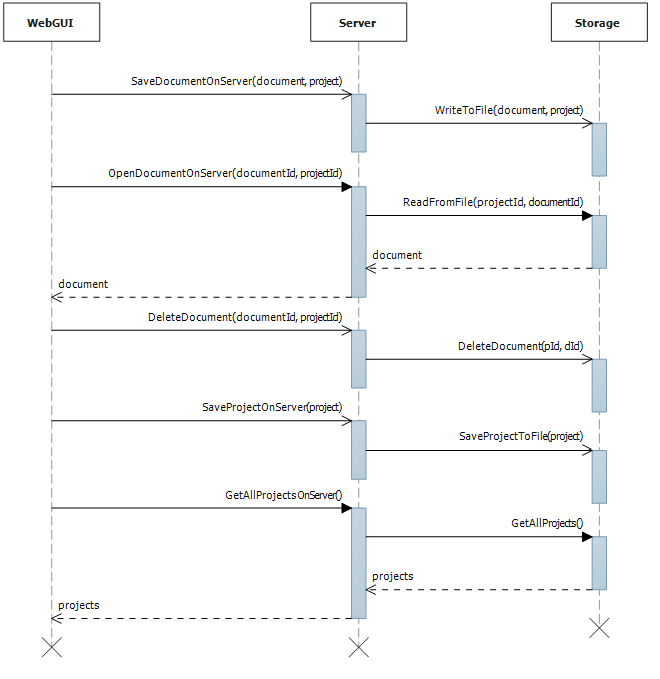 WebGUI
Server
Storage
SaveDocumentOnServer(document, project)
WriteToFile(document, project)
OpenDocumentOnServer(documentId, projectId)
ReadFromFile(projectId, documentId)
document
document
DeleteDocument(documentId, projectId)
DeleteDocument(pId, dId)
SaveProjectOnServer(project)
SaveProjectToFile(project)
GetAllProjectsOnServer()
GetAllProjects()
projects
projects